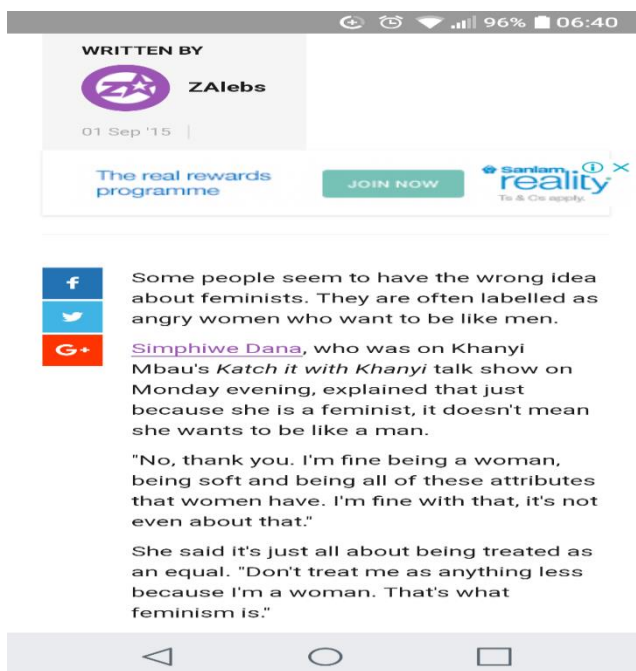 96% 06:40
WRITTEN BY
ZAlebs
01 Sep '15
The real rewards
programme
JOIN NOW
Sanlam
reality
Ts & Cs apply.
Some people seem to have the wrong idea
about feminists. They are often labelled as
angry women who want to be like men.
Simphiwe Dana, who was on Khanyi
Mbau's Katch it with Khanyi talk show on
Monday evening, explained that just
because she is a feminist, it doesn't mean
she wants to be like a man.
"No, thank you. I'm fine being a woman,
being soft and being all of these attributes
that women have. I'm fine with that, it's not
even about that."
She said it's just all about being treated as
an equal. "Don't treat me as anything less
because I'm a woman. That's what
feminism is."